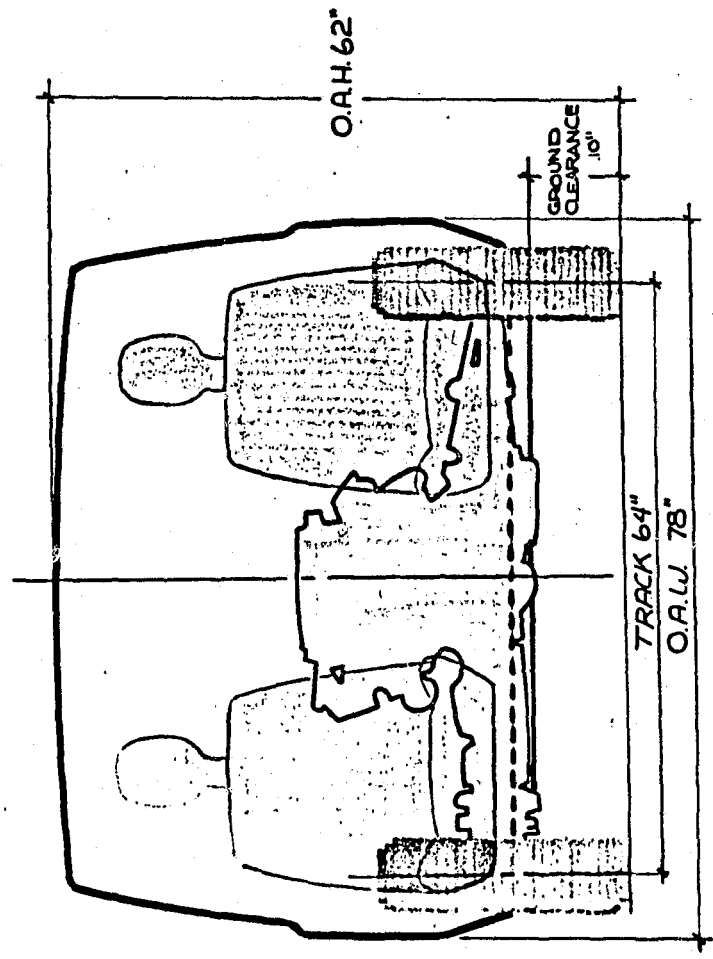 O.A.H. 62"
GROUND
CLEARANCE
10"
TRACK 64"
O.A.W. 78"